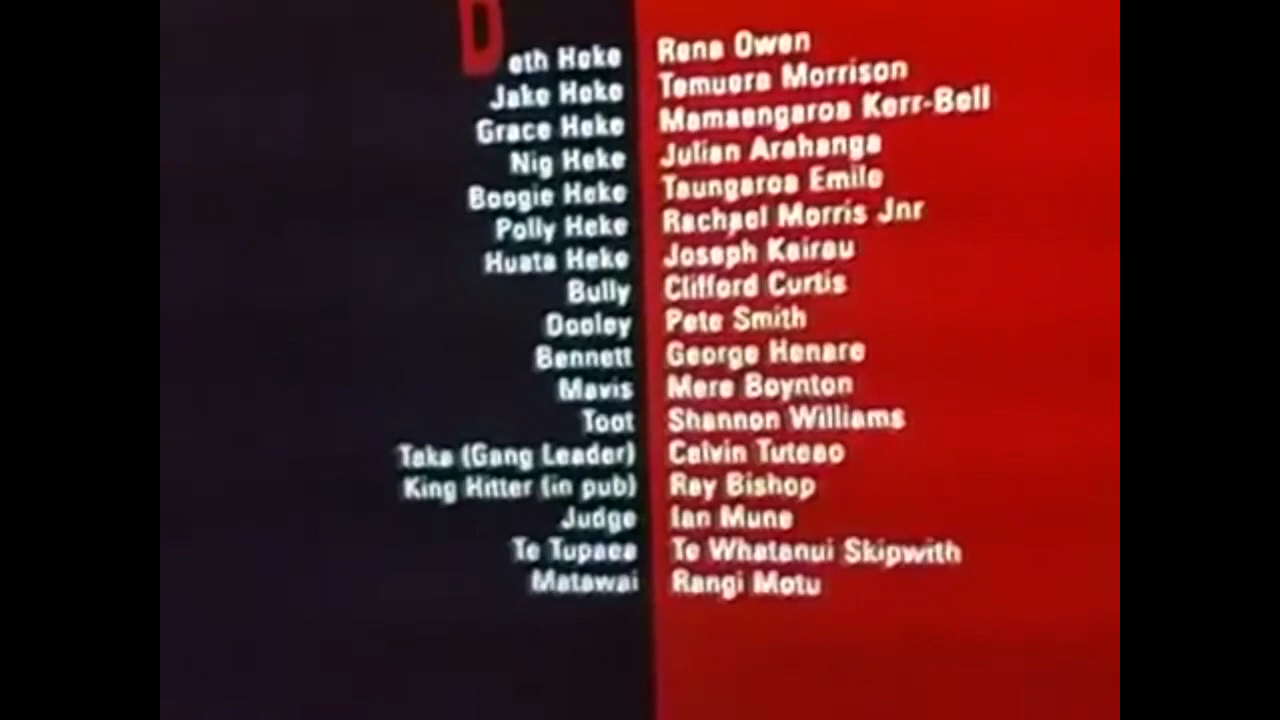 Beth Heke Rena Owen
Jake Heke Temuera Morrison
Grace Heke Mamaengaroa Kerr-Bell
Nig Heke Julian Arahanga
Boogie Heke Taungaroa Emile
Polly Heke Rachael Morris Jnr
Huata Heke Joseph Kairau
Bully Clifford Curtis
Dooley Pete Smith
Bennett George Henare
Mavis Mere Boynton
Toot Shannon Williams
Taka (Gang Leader) Calvin Tuteao
King Hitter (in pub) Ray Bishop
Judge Ian Mune
Te Tupaea Te Whatanui Skipwith
Matawai Rangi Motu